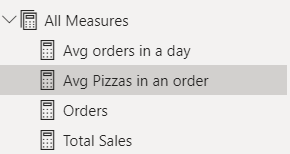 All Measures
Avg orders in a day
Avg Pizzas in an order
Orders
Total Sales